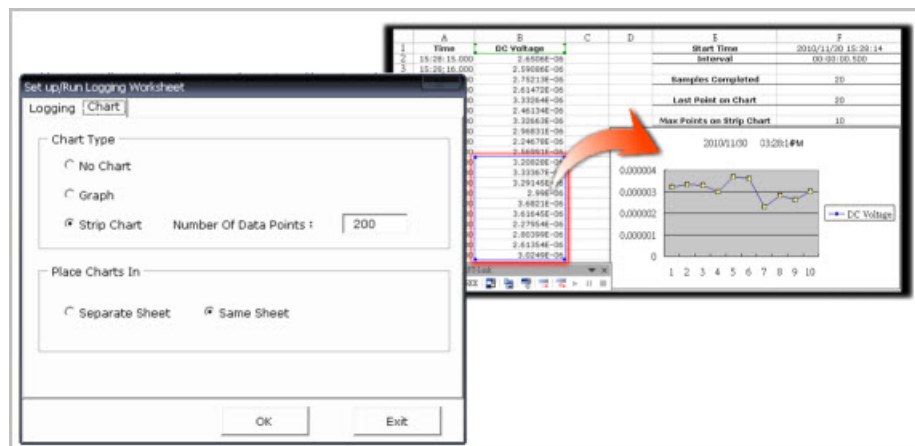 A B C D E F
1 Time DC Voltage Start Time 2010/11/30 15:28:14
2 15:28:15.000 2.6506E-06 Interval 00:00:00.500
3 15:28:16.000 2.59086E-06
2.75213E-06 Samples Completed 20
2.61472E-06
3.33264E-06 Last Point on Chart 20
2.46134E-06
3.32663E-06 Max Points on Strip Chart 10
2.96831E-06
2.24678E-06
3.20828E-06
3.33367E-06
3.29145E-06
2.99E-06
3.6821E-06
3.61645E-06
2.27954E-06
2.80399E-06
2.61354E-06
3.0249E-06
2010/11/30 03:28:14PM
0.000004
0.000003
0.000002
0.000001
0
1 2 3 4 5 6 7 8 9 10
DC Voltage
Set up/Run Logging Worksheet
Logging Chart
Chart Type
No Chart
Graph
Strip Chart Number Of Data Points : 200
Place Charts In
Separate Sheet Same Sheet
OK Exit